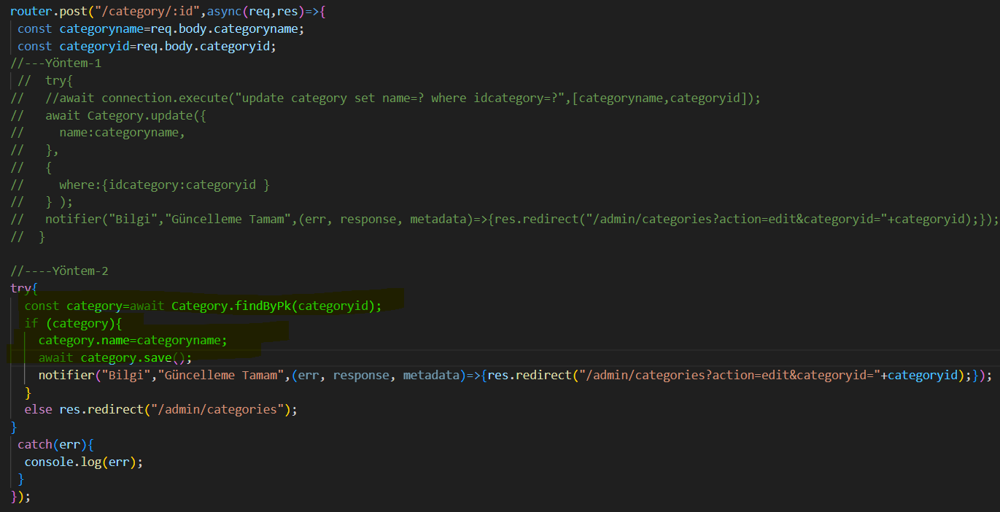 router.post("/category/:id",async(req,res)=>{
const categoryname=req.body.categoryname;
const categoryid=req.body.categoryid;
//---Yöntem-1
// try{
// //await connection.execute("update category set name=? where idcategory=?",[categoryname,categoryid]);
// await Category.update({
// name:categoryname,
// },
// {
// where:{idcategory:categoryid }
// } );
// notifier("Bilgi","Güncelleme Tamam",(err, response, metadata)=>{res.redirect("/admin/categories?action=edit&categoryid="+categoryid);});
// }
//----Yöntem-2
try{
const category=await Category.findByPk(categoryid);
if (category){
category.name=categoryname;
await category.save();
notifier("Bilgi","Güncelleme Tamam",(err, response, metadata)=>{res.redirect("/admin/categories?action=edit&categoryid="+categoryid);});
}
else res.redirect("/admin/categories");
}
catch(err){
console.log(err);
}
});